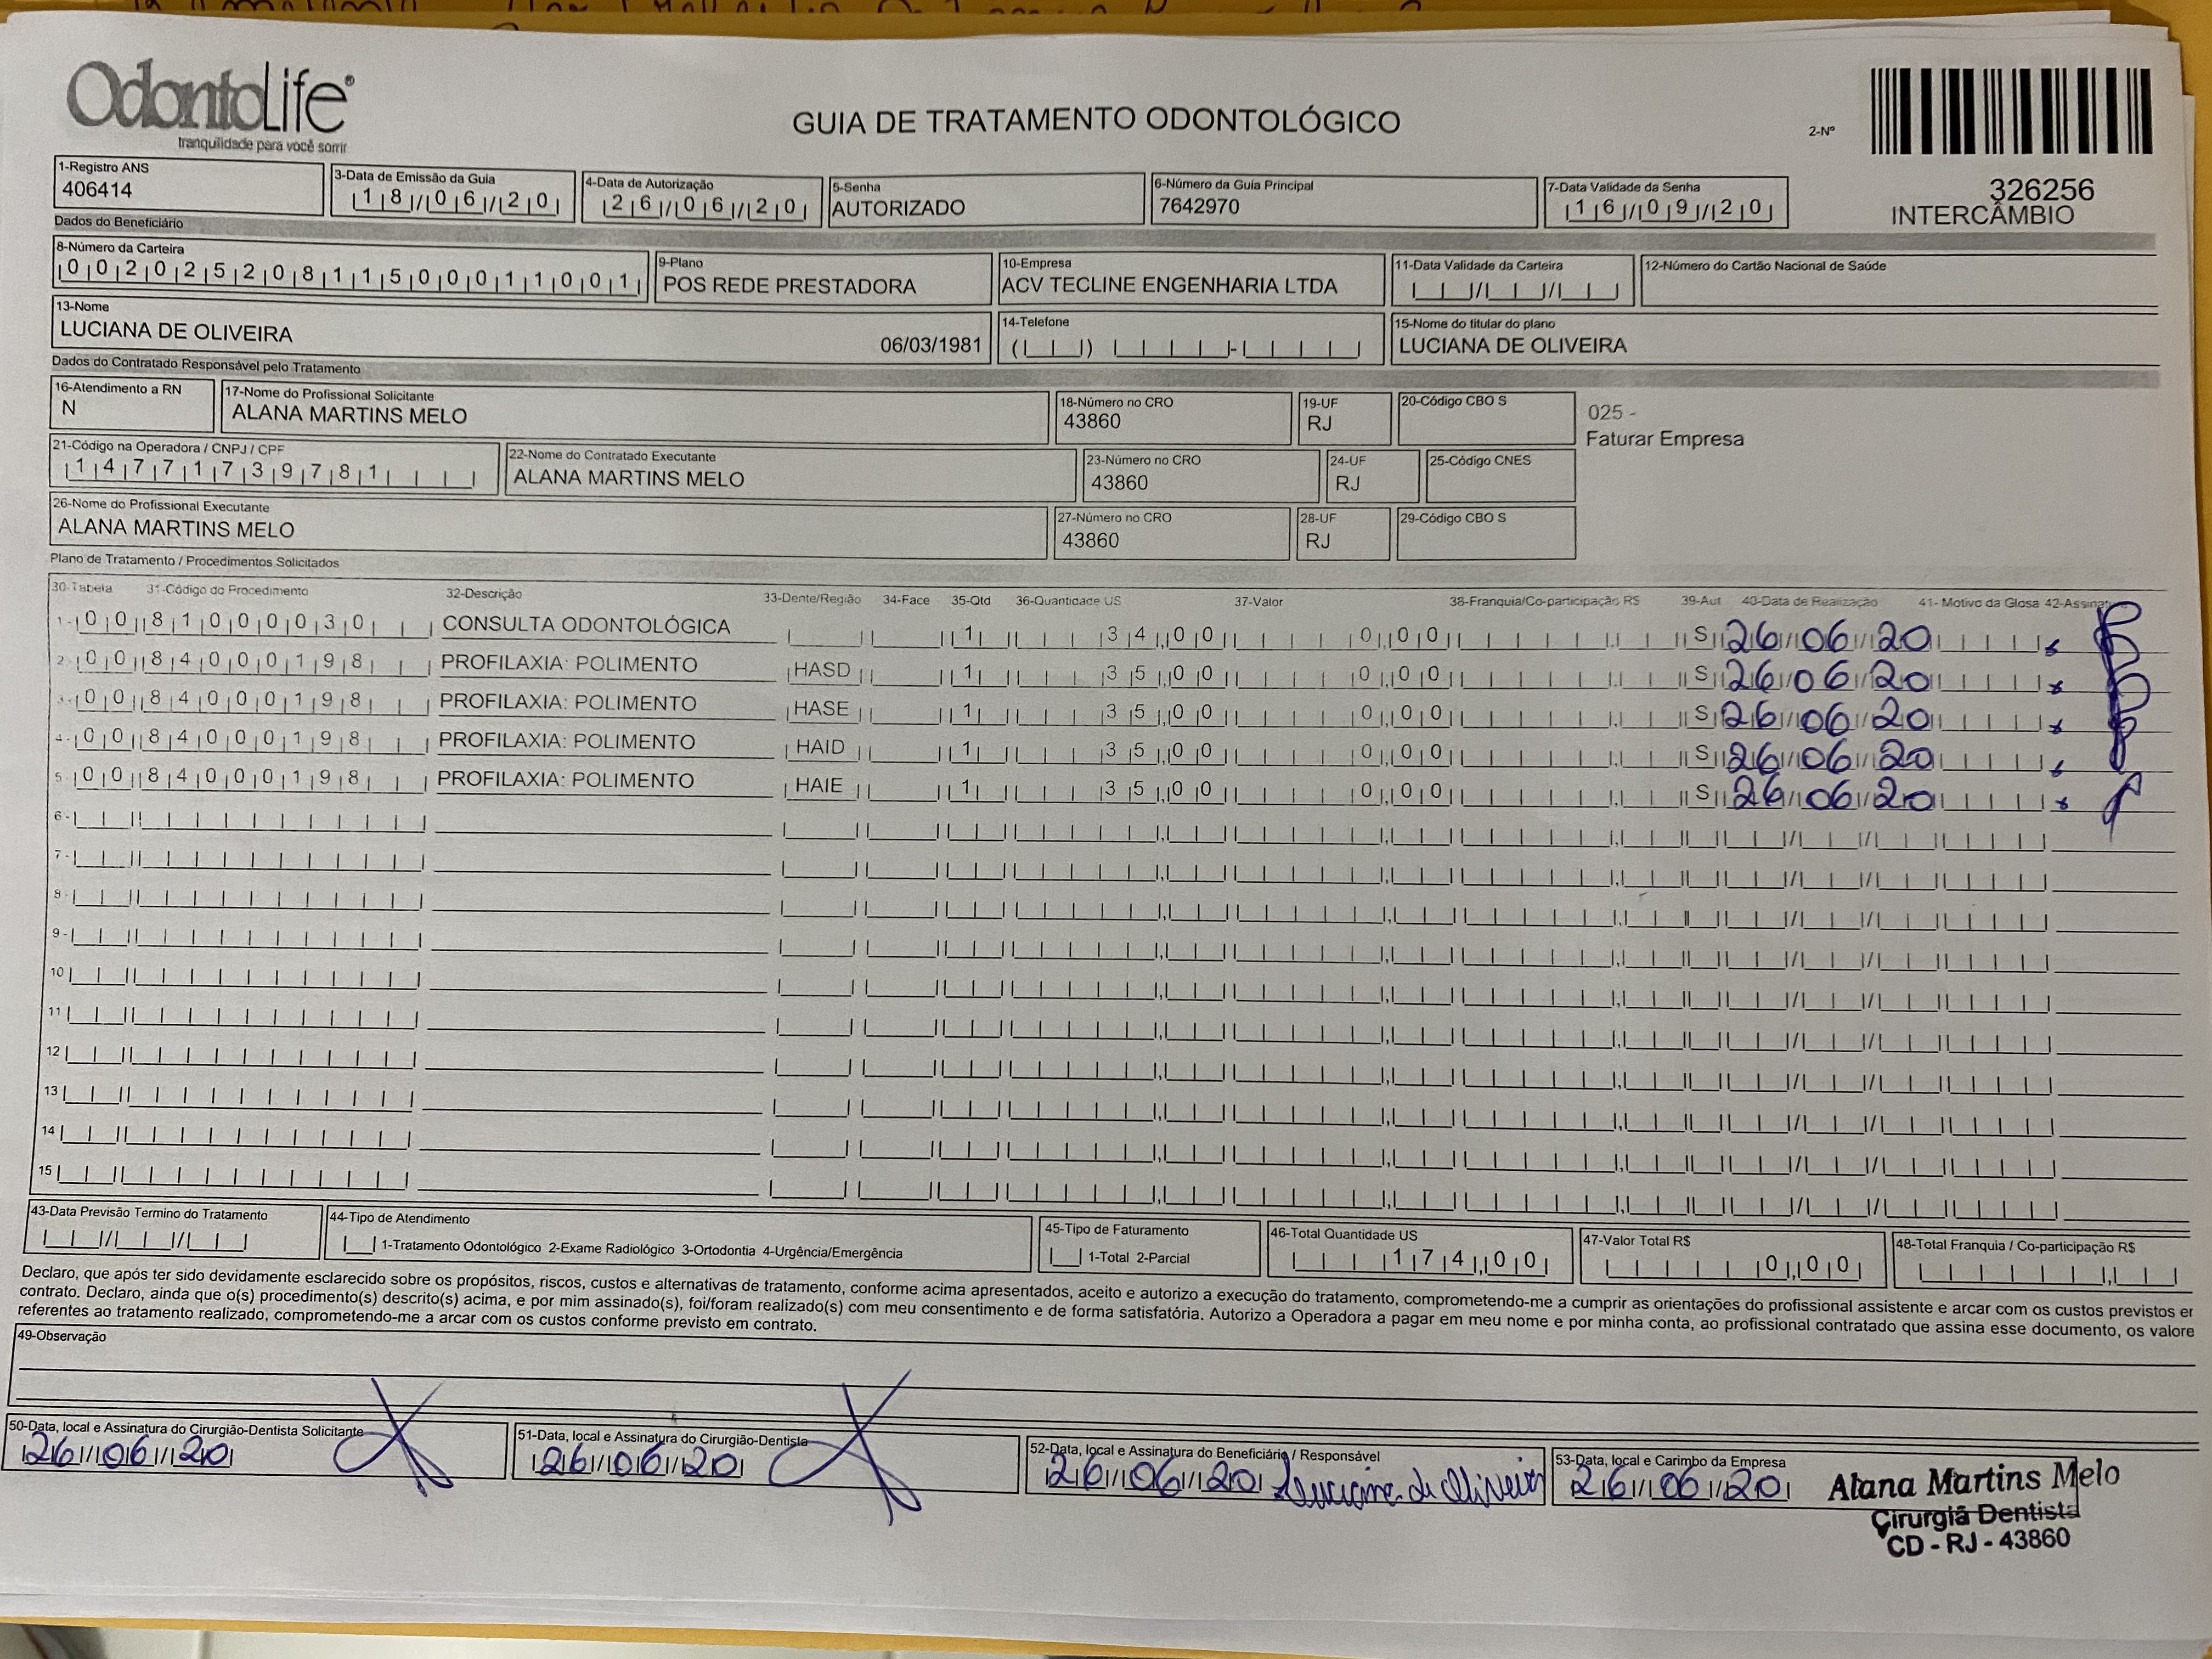 OdontoLife®
tranquilidade para você sorrir
GUIA DE TRATAMENTO ODONTOLÓGICO
2-Nº
326256
INTERCÂMBIO
1-Registro ANS
406414
3-Data de Emissão da Guia
18/06/20
4-Data de Autorização
26/06/20
5-Senha
AUTORIZADO
6-Número da Guia Principal
7642970
7-Data Validade da Senha
16/09/20
Dados do Beneficiário
8-Número da Carteira
00202520811500011001
9-Plano
POS REDE PRESTADORA
10-Empresa
ACV TECLINE ENGENHARIA LTDA
11-Data Validade da Carteira
12-Número do Cartão Nacional de Saúde
13-Nome
LUCIANA DE OLIVEIRA 06/03/1981
14-Telefone
15-Nome do titular do plano
LUCIANA DE OLIVEIRA
Dados do Contratado Responsável pelo Tratamento
16-Atendimento a RN
N
17-Nome do Profissional Solicitante
ALANA MARTINS MELO
18-Número no CRO
43860
19-UF
RJ
20-Código CBO S
025 -
Faturar Empresa
21-Código na Operadora / CNPJ / CPF
14771739781
22-Nome do Contratado Executante
ALANA MARTINS MELO
23-Número no CRO
43860
24-UF
RJ
25-Código CNES
26-Nome do Profissional Executante
ALANA MARTINS MELO
27-Número no CRO
43860
28-UF
RJ
29-Código CBO S
Plano de Tratamento / Procedimentos Solicitados
30-Tabela 31-Código do Procedimento 32-Descrição 33-Dente/Região 34-Face 35-Qtd 36-Quantidade US 37-Valor 38-Franquia/Co-participação R$ 39-Aut 40-Data de Realização 41- Motivo da Glosa 42-Assinat
1- 00 81000030 CONSULTA ODONTOLÓGICA 1 34,00 0,00 S 26/06/20
2- 00 84000198 PROFILAXIA: POLIMENTO HASD 1 35,00 0,00 S 26/06/20
3- 00 84000198 PROFILAXIA: POLIMENTO HASE 1 35,00 0,00 S 26/06/20
4- 00 84000198 PROFILAXIA: POLIMENTO HAID 1 35,00 0,00 S 26/06/20
5- 00 84000198 PROFILAXIA: POLIMENTO HAIE 1 35,00 0,00 S 26/06/20
6-
7-
8-
9-
10
11
12
13
14
15
43-Data Previsão Termino do Tratamento
44-Tipo de Atendimento
1-Tratamento Odontológico 2-Exame Radiológico 3-Ortodontia 4-Urgência/Emergência
45-Tipo de Faturamento
1-Total 2-Parcial
46-Total Quantidade US
174,00
47-Valor Total R$
0,00
48-Total Franquia / Co-participação R$
Declaro, que após ter sido devidamente esclarecido sobre os propósitos, riscos, custos e alternativas de tratamento, conforme acima apresentados, aceito e autorizo a execução do tratamento, comprometendo-me a cumprir as orientações do profissional assistente e arcar com os custos previstos er
contrato. Declaro, ainda que o(s) procedimento(s) descrito(s) acima, e por mim assinado(s), foi/foram realizado(s) com meu consentimento e de forma satisfatória. Autorizo a Operadora a pagar em meu nome e por minha conta, ao profissional contratado que assina esse documento, os valore
referentes ao tratamento realizado, comprometendo-me a arcar com os custos conforme previsto em contrato.
49-Observação
50-Data, local e Assinatura do Cirurgião-Dentista Solicitante
26/06/20
51-Data, local e Assinatura do Cirurgião-Dentista
26/06/20
52-Data, local e Assinatura do Beneficiário / Responsável
26/06/20 Luciana de Oliveira
53-Data, local e Carimbo da Empresa
26/06/20
Alana Martins Melo
Cirurgiã Dentista
CD - RJ - 43860